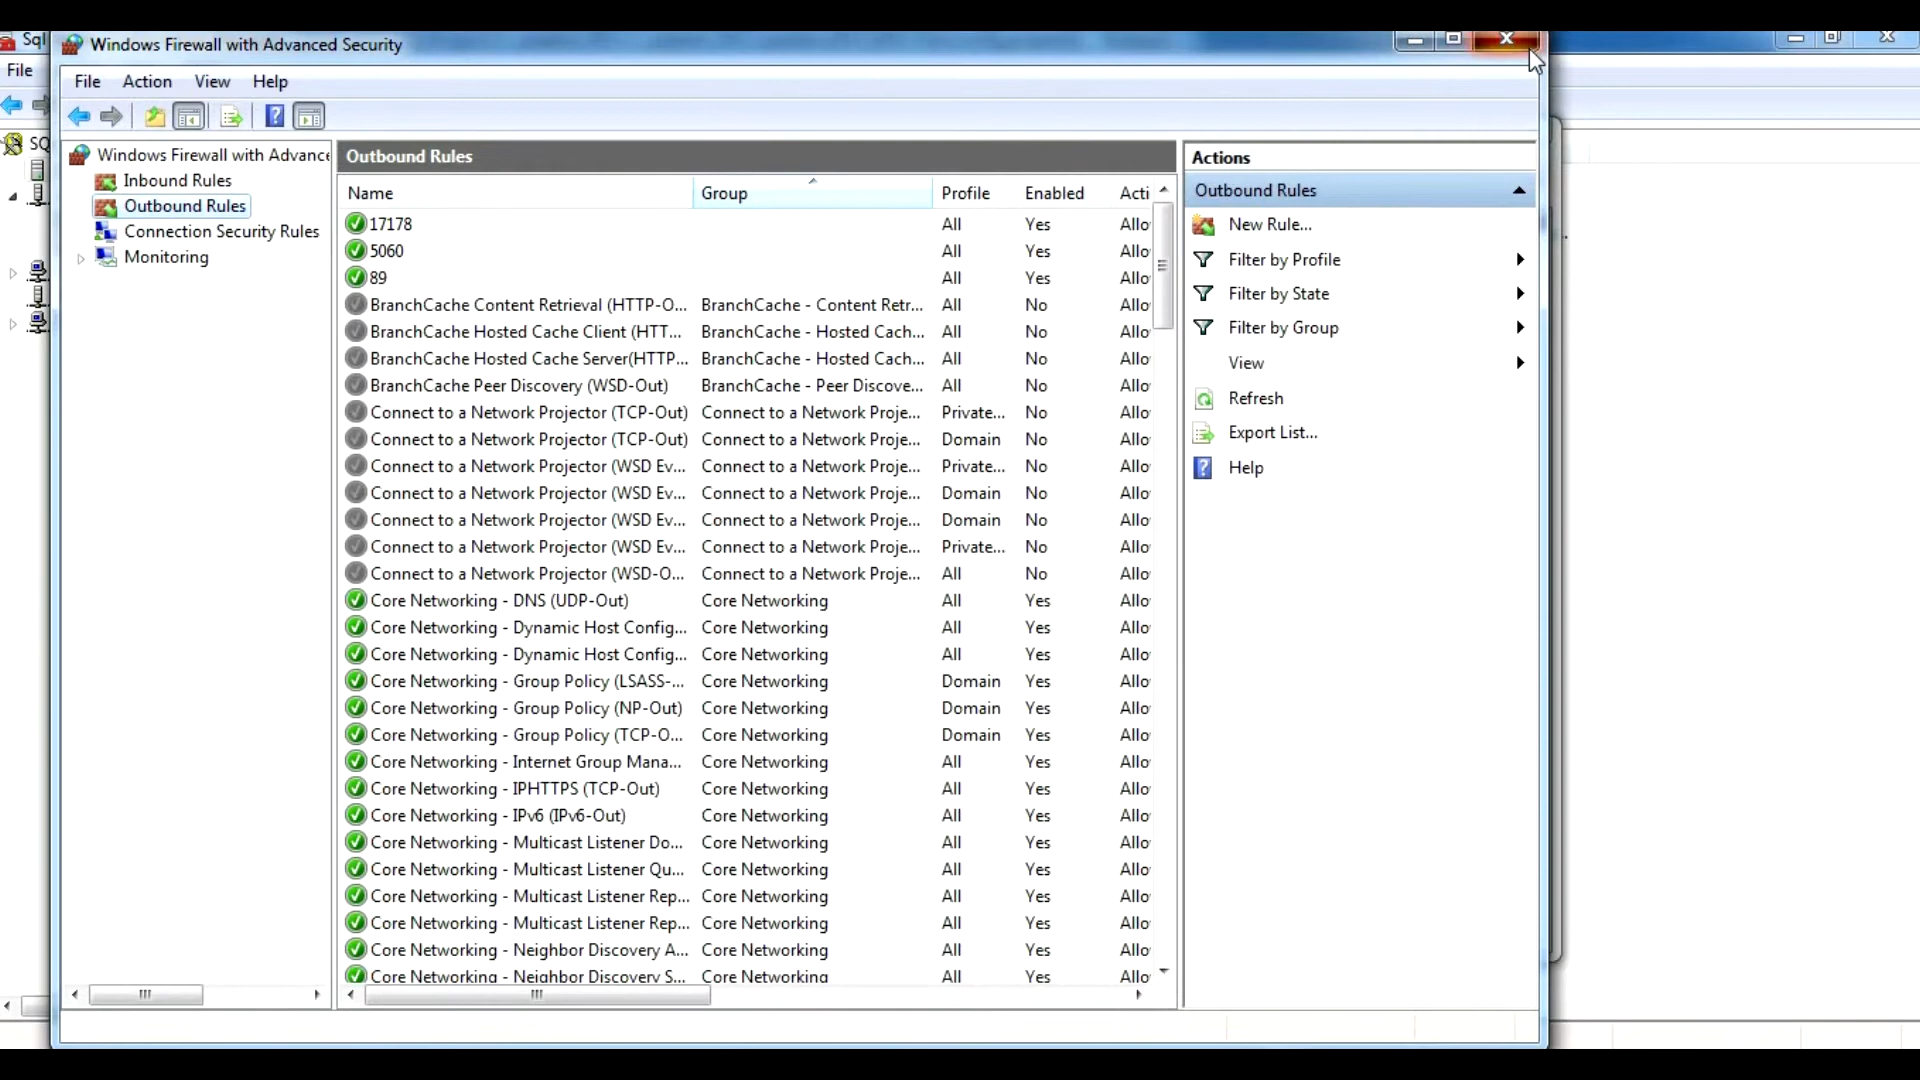 Sql
Windows Firewall with Advanced Security
File
File Action View Help
SQ
Windows Firewall with Advance
Inbound Rules
Outbound Rules
Connection Security Rules
Monitoring
Outbound Rules
Name Group Profile Enabled Acti
17178 All Yes Allo
5060 All Yes Allo
89 All Yes Allo
BranchCache Content Retrieval (HTTP-O... BranchCache - Content Retr... All No Allo
BranchCache Hosted Cache Client (HTT... BranchCache - Hosted Cach... All No Allo
BranchCache Hosted Cache Server(HTTP... BranchCache - Hosted Cach... All No Allo
BranchCache Peer Discovery (WSD-Out) BranchCache - Peer Discove... All No Allo
Connect to a Network Projector (TCP-Out) Connect to a Network Proje... Private... No Allo
Connect to a Network Projector (TCP-Out) Connect to a Network Proje... Domain No Allo
Connect to a Network Projector (WSD Ev... Connect to a Network Proje... Private... No Allo
Connect to a Network Projector (WSD Ev... Connect to a Network Proje... Domain No Allo
Connect to a Network Projector (WSD Ev... Connect to a Network Proje... Domain No Allo
Connect to a Network Projector (WSD Ev... Connect to a Network Proje... Private... No Allo
Connect to a Network Projector (WSD-O... Connect to a Network Proje... All No Allo
Core Networking - DNS (UDP-Out) Core Networking All Yes Allo
Core Networking - Dynamic Host Config... Core Networking All Yes Allo
Core Networking - Dynamic Host Config... Core Networking All Yes Allo
Core Networking - Group Policy (LSASS-... Core Networking Domain Yes Allo
Core Networking - Group Policy (NP-Out) Core Networking Domain Yes Allo
Core Networking - Group Policy (TCP-O... Core Networking Domain Yes Allo
Core Networking - Internet Group Mana... Core Networking All Yes Allo
Core Networking - IPHTTPS (TCP-Out) Core Networking All Yes Allo
Core Networking - IPv6 (IPv6-Out) Core Networking All Yes Allo
Core Networking - Multicast Listener Do... Core Networking All Yes Allo
Core Networking - Multicast Listener Qu... Core Networking All Yes Allo
Core Networking - Multicast Listener Rep... Core Networking All Yes Allo
Core Networking - Multicast Listener Rep... Core Networking All Yes Allo
Core Networking - Neighbor Discovery A... Core Networking All Yes Allo
Core Networking - Neighbor Discovery S... Core Networking All Yes Allo
Actions
Outbound Rules
New Rule...
Filter by Profile
Filter by State
Filter by Group
View
Refresh
Export List...
Help